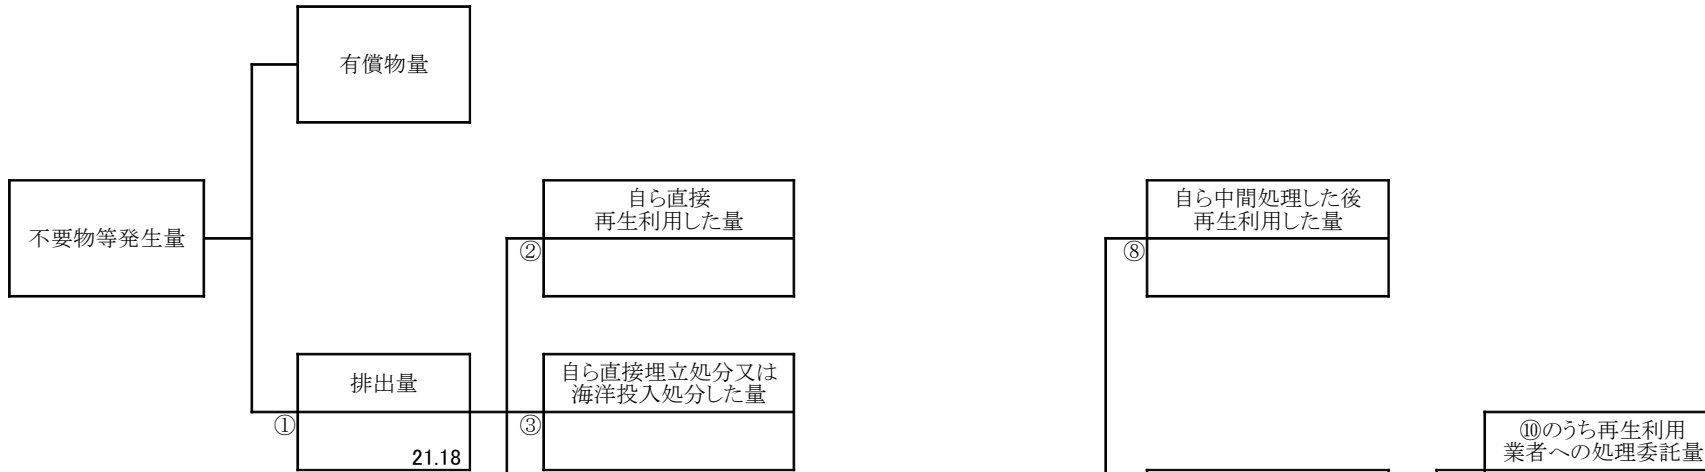 有償物量
不要物等発生量
自ら直接
再生利用した量
②
自ら中間処理した後
再生利用した量
⑧
排出量
①
21.18
自ら直接埋立処分又は
海洋投入処分した量
③
⑩のうち再生利用
業者への処理委託量